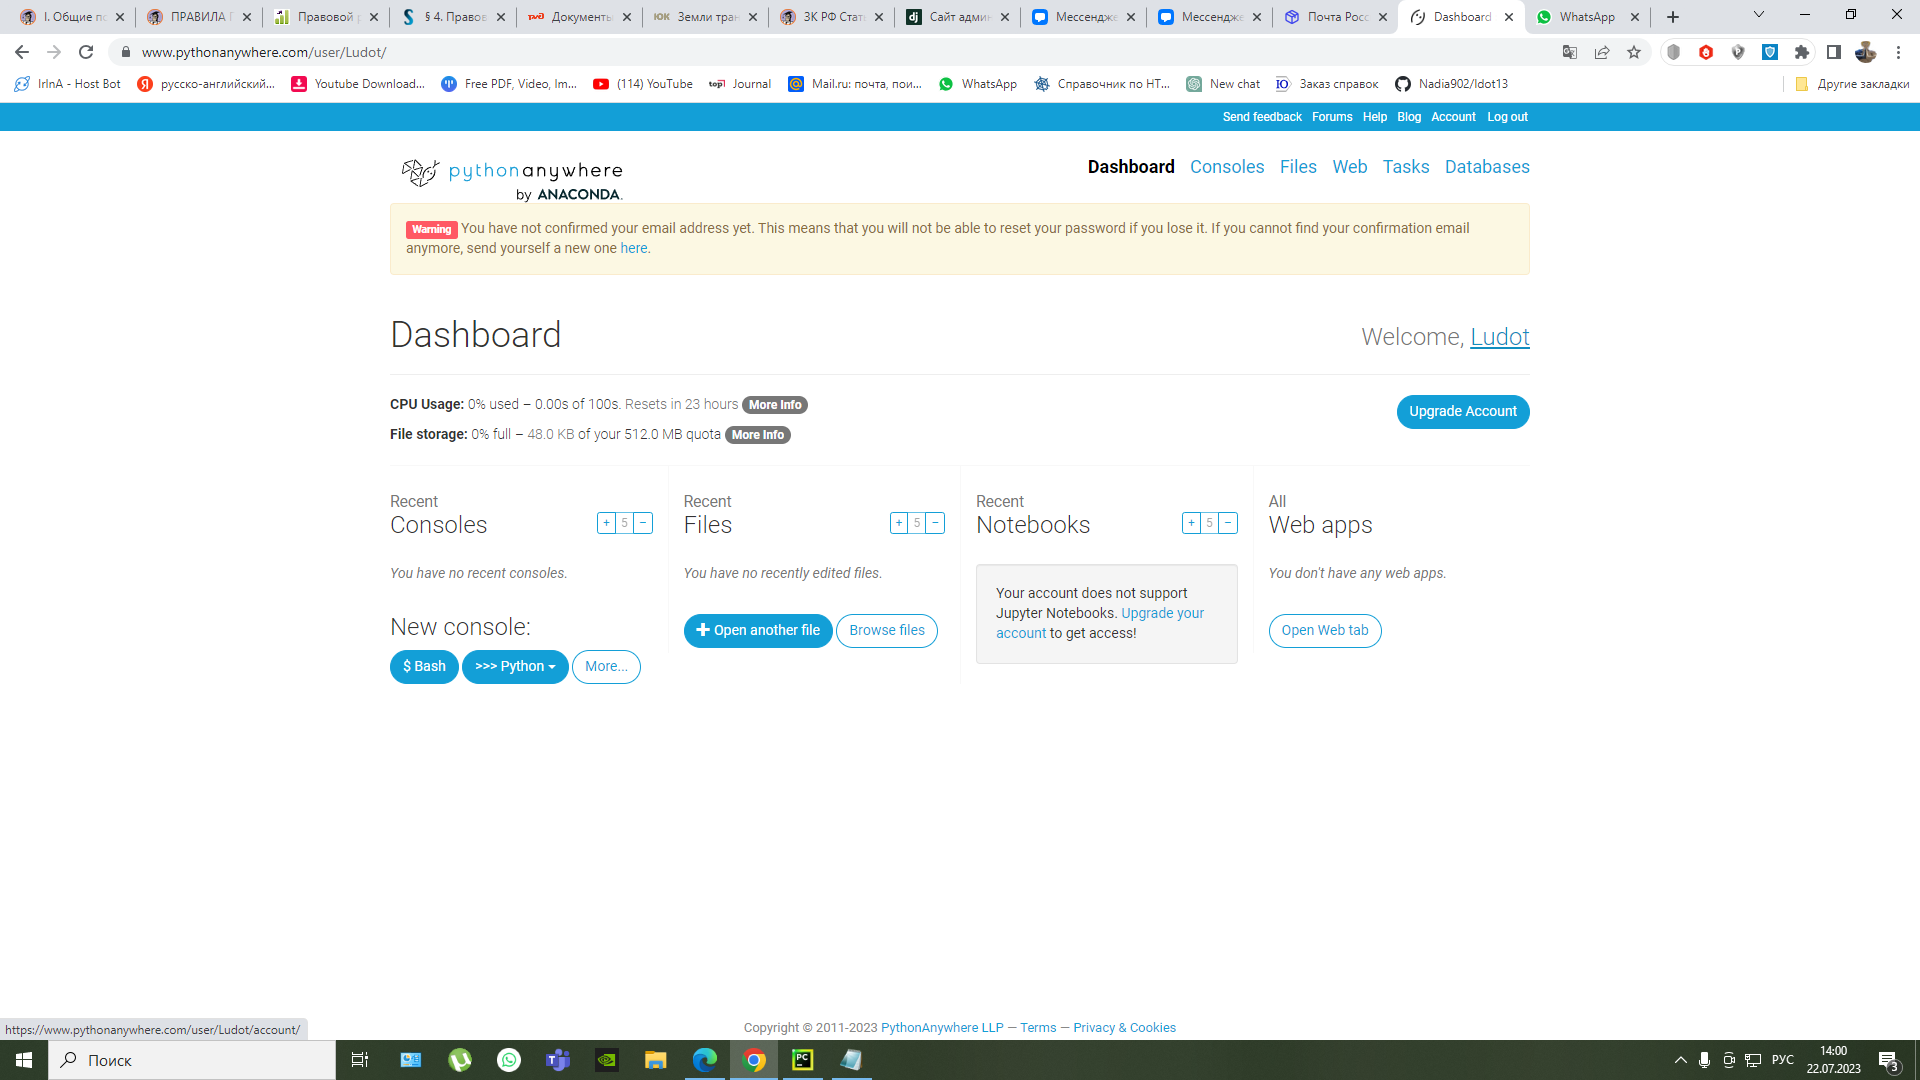 I. Общие по
ПРАВИЛА П
Правовой р
§ 4. Правов
Документы
Земли тран
ЗК РФ Стат
Сайт админ
Мессендже
Мессендже
Почта Росс
Dashboard
WhatsApp
www.pythonanywhere.com/user/Ludot/
IrInA - Host Bot
русско-английский...
Youtube Download...
Free PDF, Video, Im...
(114) YouTube
Journal
Mail.ru: почта, пои...
WhatsApp
Справочник по HT...
New chat
Заказ справок
Nadia902/ldot13
Другие закладки
Send feedback Forums Help Blog Account Log out
pythonanywhere
by ANACONDA.
Dashboard Consoles Files Web Tasks Databases
Warning You have not confirmed your email address yet. This means that you will not be able to reset your password if you lose it. If you cannot find your confirmation email
anymore, send yourself a new one here.
Dashboard
Welcome, Ludot
CPU Usage: 0% used – 0.00s of 100s. Resets in 23 hours More Info
File storage: 0% full – 48.0 KB of your 512.0 MB quota More Info
Upgrade Account
Recent
Consoles
+ 5 −
You have no recent consoles.
New console:
$ Bash >>> Python More...
Recent
Files
+ 5 −
You have no recently edited files.
+ Open another file Browse files
Recent
Notebooks
+ 5 −
Your account does not support
Jupyter Notebooks. Upgrade your
account to get access!
All
Web apps
You don't have any web apps.
Open Web tab
Copyright © 2011-2023 PythonAnywhere LLP — Terms — Privacy & Cookies
https://www.pythonanywhere.com/user/Ludot/account/
Поиск
РУС
14:00
22.07.2023
3